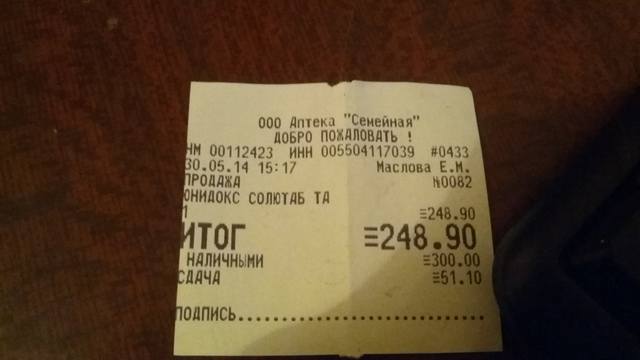 ООО Аптека "Семейная"
ДОБРО ПОЖАЛОВАТЬ !
НМ 00112423 ИНН 005504117039 #0433
30.05.14 15:17 Маслова Е.М.
ПРОДАЖА №0082
ЮНИДОКС СОЛЮТАБ ТА
1 ≡248.90
ИТОГ ≡248.90
НАЛИЧНЫМИ ≡300.00
СДАЧА ≡51.10
ПОДПИСЬ..............................